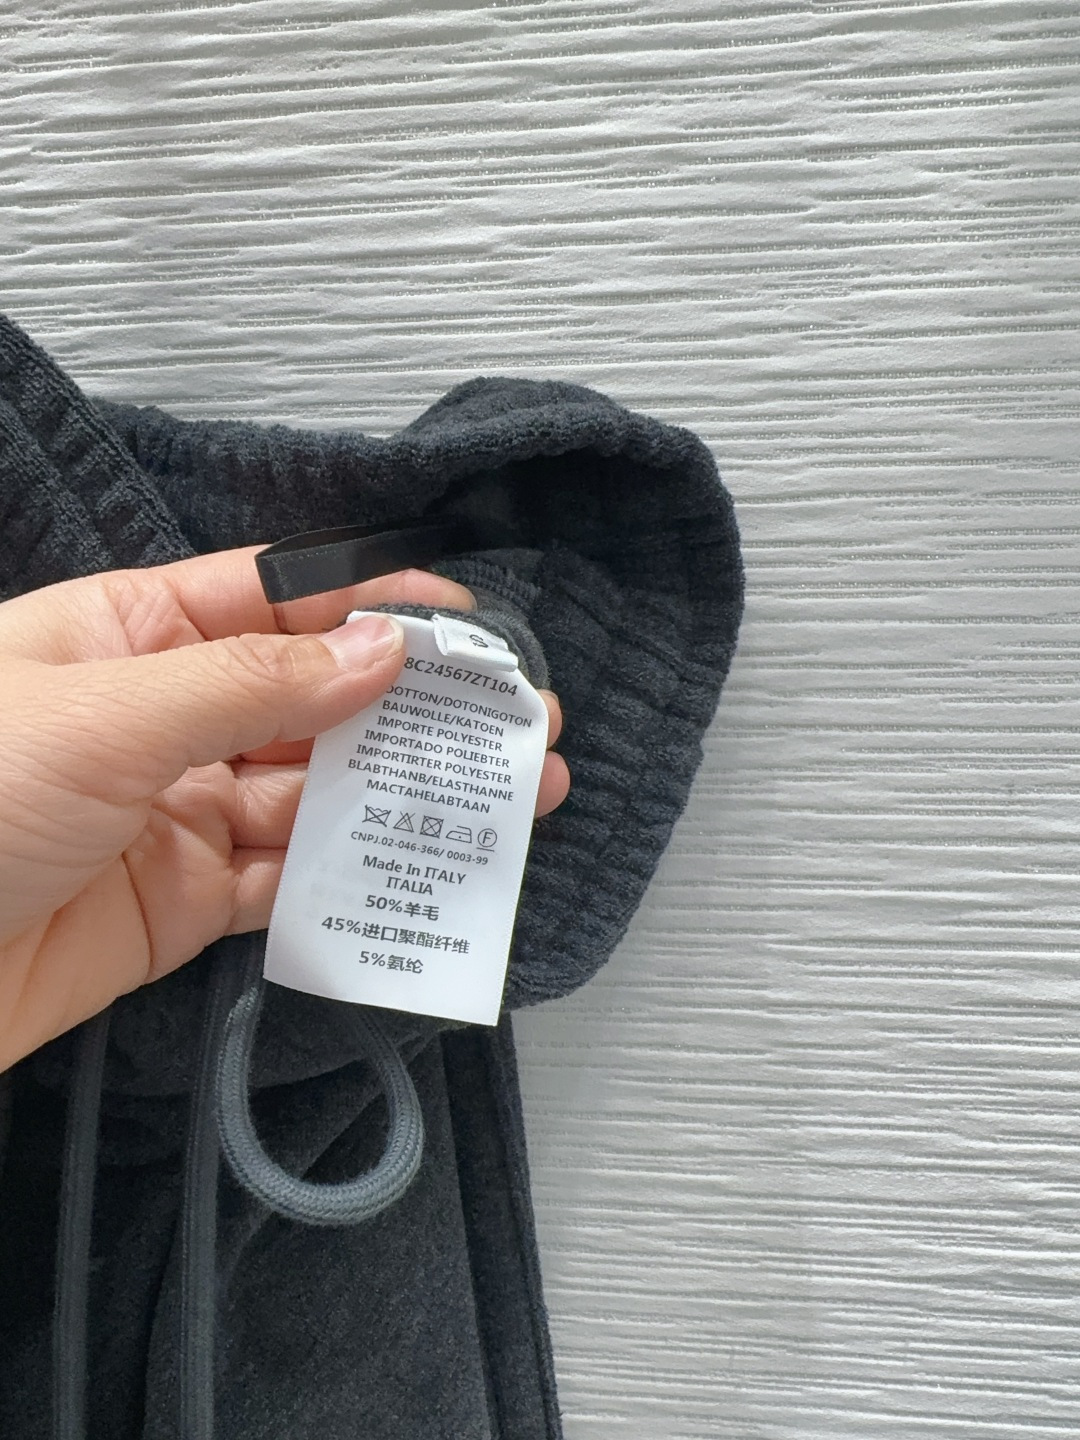 S
8C24567ZT104
OTTON/DOTONIGOTON
BAUWOLLE/KATOEN
IMPORTE POLYESTER
IMPORTADO POLIEBTER
IMPORTIRTER POLYESTER
BLABTHANB/ELASTHANNE
MACTAHELABTAAN
F
CNPJ.02-046-366/ 0003-99
Made In ITALY
ITALIA
50%羊毛
45%进口聚酯纤维
5%氨纶